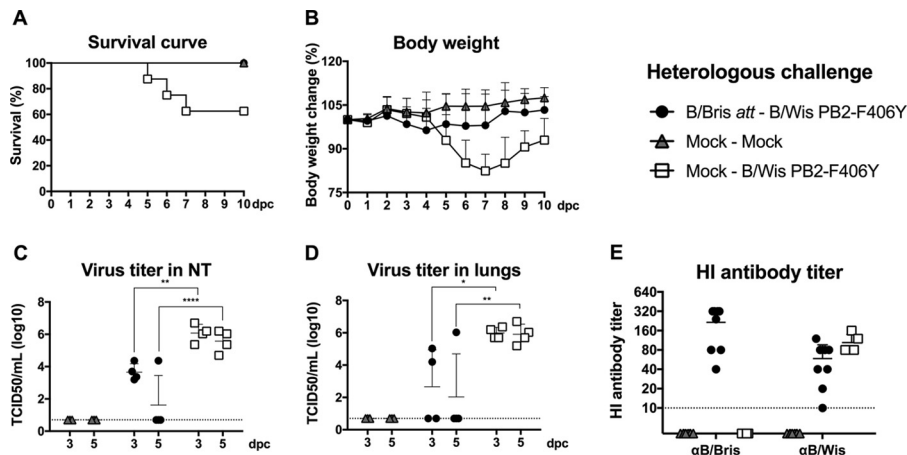 A
Survival curve
Survival (%)
100
80
60
40
20
0
0 1 2 3 4 5 6 7 8 9 10 dpc
B
Body weight
Body weight change (%)
120
105
90
75
0 1 2 3 4 5 6 7 8 9 10 dpc
Heterologous challenge
B/Bris att - B/Wis PB2-F406Y
Mock - Mock
Mock - B/Wis PB2-F406Y
C
Virus titer in NT
TCID50/mL (log10)
10
8
6
4
2
0
**
****
3 5 3 5 3 5 dpc
D
Virus titer in lungs
TCID50/mL (log10)
10
8
6
4
2
0
*
**
3 5 3 5 3 5 dpc
E
HI antibody titer
HI antibody titer
640
320
160
80
40
20
10
αB/Bris αB/Wis